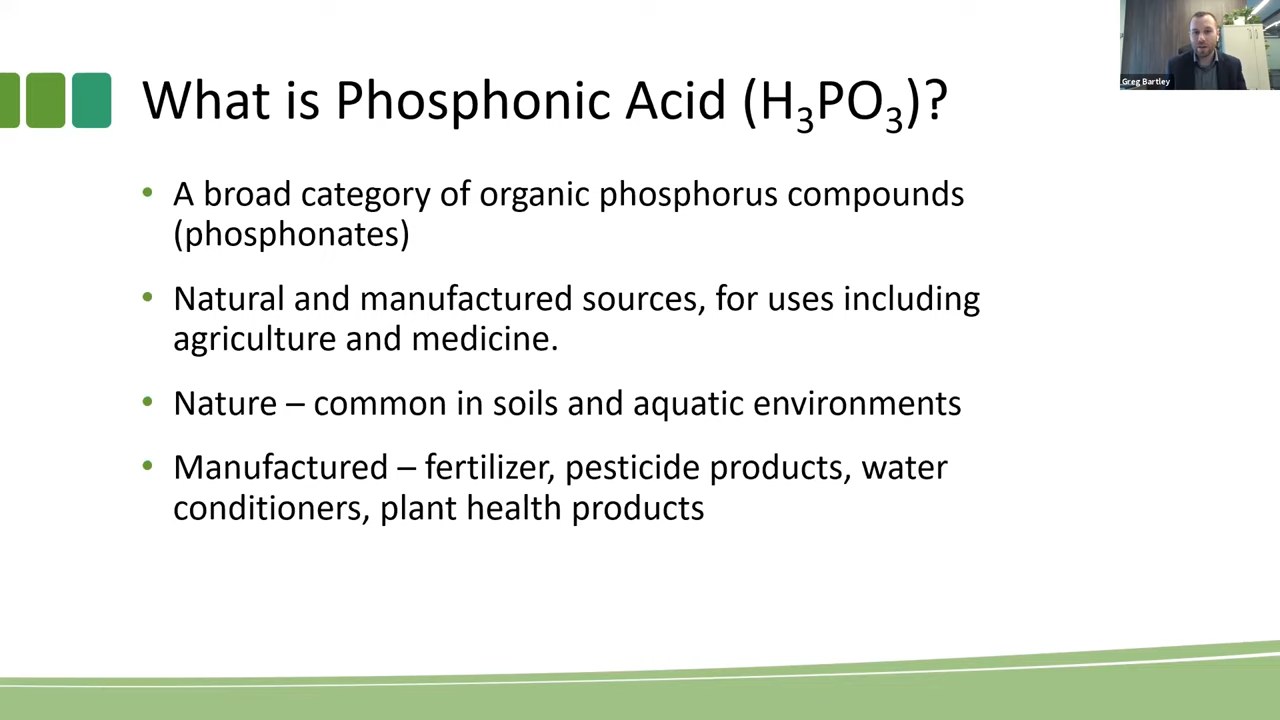 What is Phosphonic Acid (H₃PO₃)?
Greg Bartley
• A broad category of organic phosphorus compounds
(phosphonates)
• Natural and manufactured sources, for uses including
agriculture and medicine.
• Nature – common in soils and aquatic environments
• Manufactured – fertilizer, pesticide products, water
conditioners, plant health products